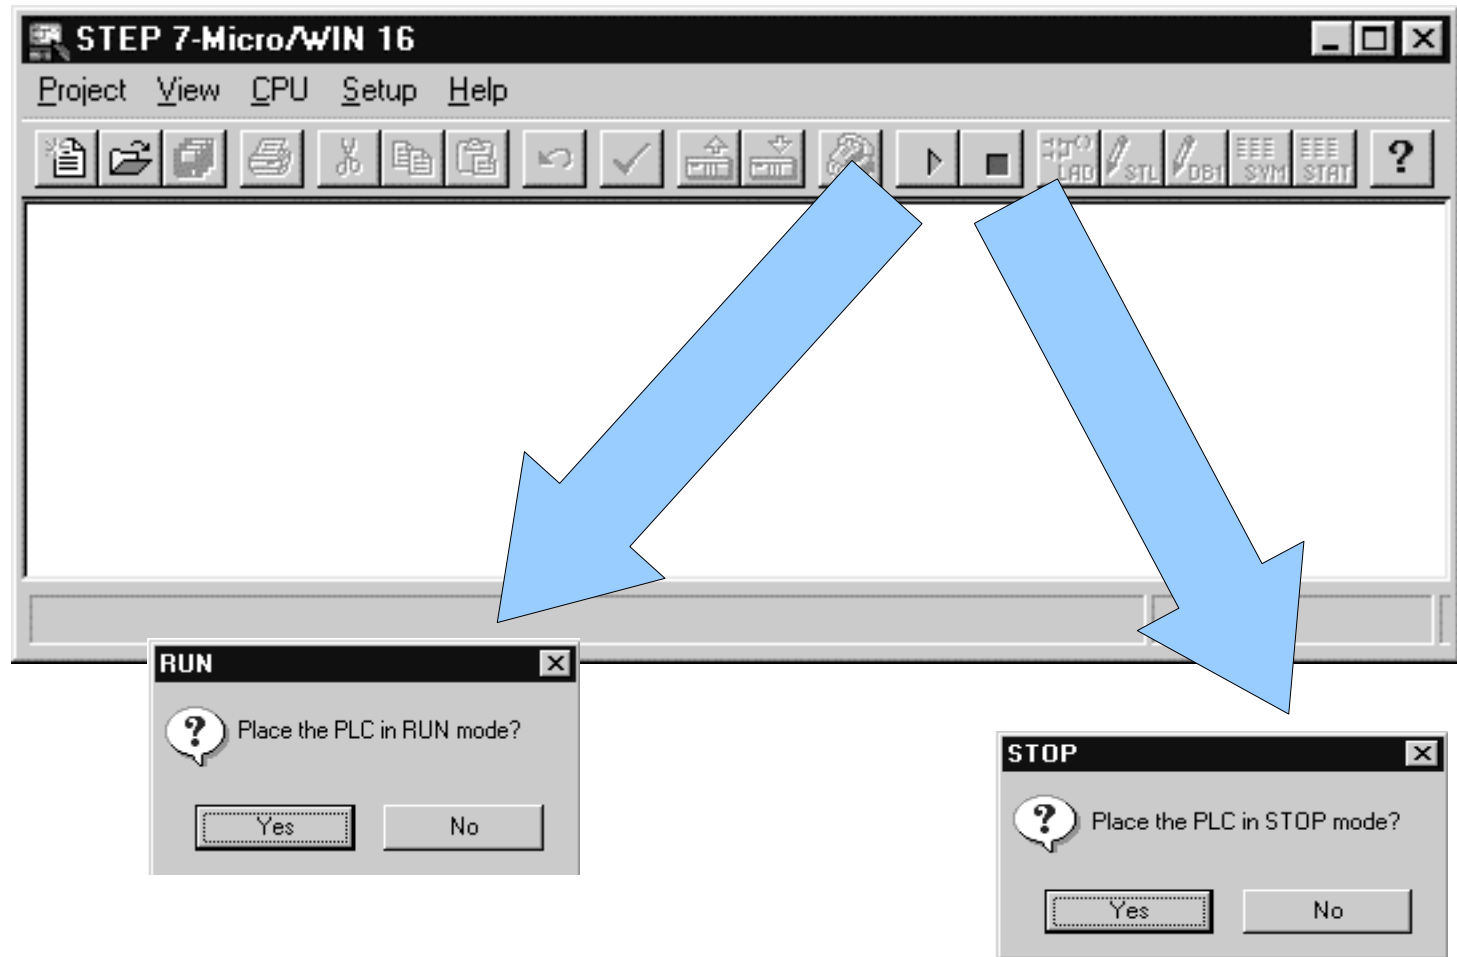 STEP 7-Micro/WIN 16
Project View CPU Setup Help
LAD STL DB1 SYM STAT ?
RUN
Place the PLC in RUN mode?
Yes No
STOP
Place the PLC in STOP mode?
Yes No